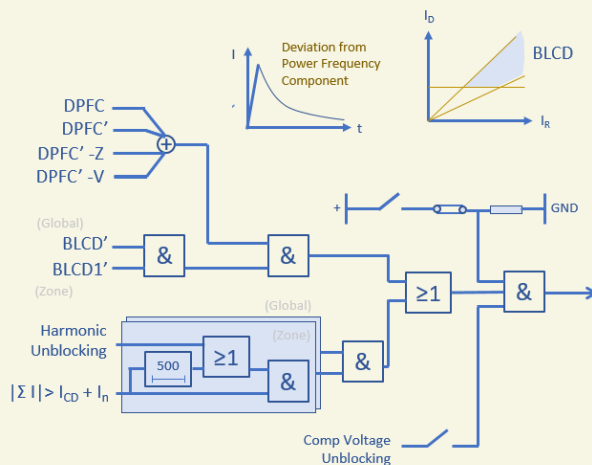 I
Deviation from
Power Frequency
Component
t
I_D
BLCD
I_R
DPFC
DPFC'
DPFC' -Z
DPFC' -V
+
(Global)
BLCD'
BLCD1'
(Zone)
&
&
+
GND
≥1
&
(Global)
(Zone)
Harmonic
Unblocking
500
≥1
&
&
|Σ I|> I_CD + I_n
Comp Voltage
Unblocking